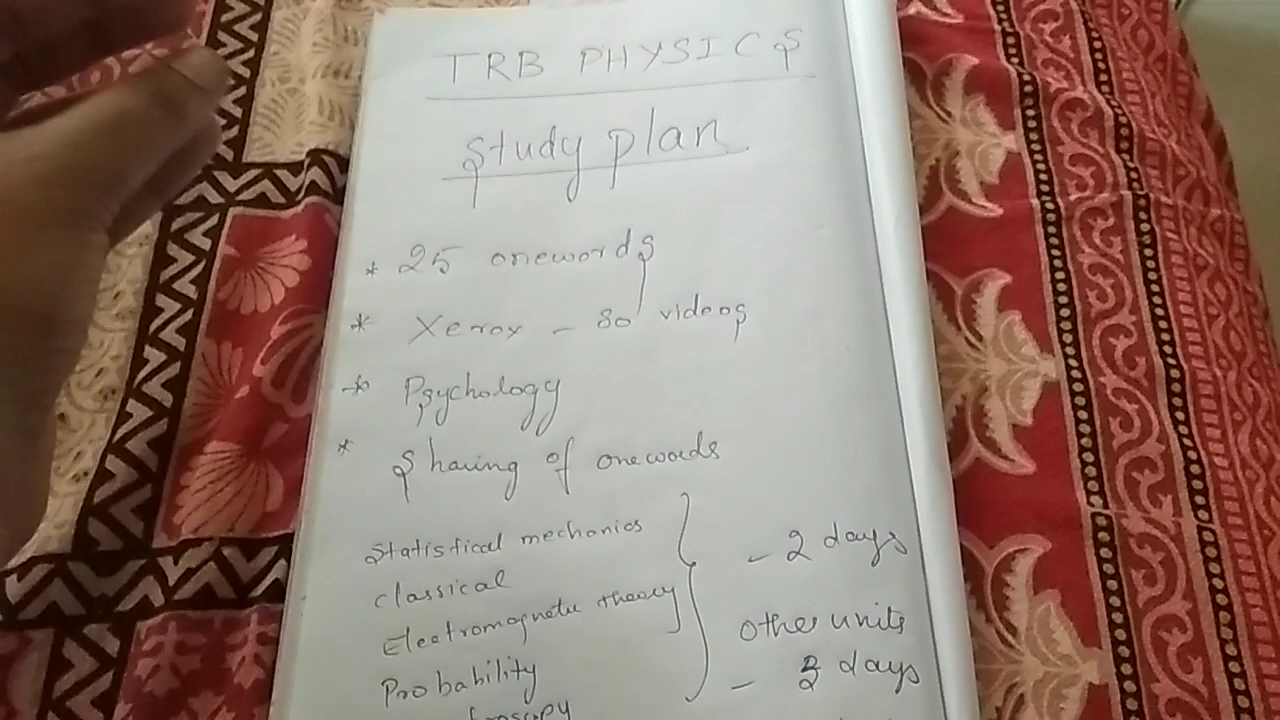 TRB PHYSICS
Study plan
* 25 onewords
* Xerox - 80 videos
* Psychology
* Sharing of onewords
Statistical mechanics
classical
Electromagnetic theory
Probability
- 2 days
other units
- 3 days